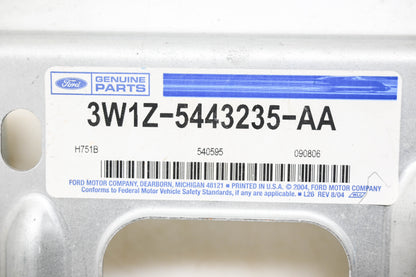 Ford
GENUINE
PARTS
3W1Z-5443235-AA
H751B 540595 090806
FORD MOTOR COMPANY, DEARBORN, MICHIGAN 48121 ■ PRINTED IN U.S.A. © 2004, FORD MOTOR COMPANY
Conforms to Federal Motor Vehicle Safety Standards, if any are applicable. ■ L26 REV 8/04